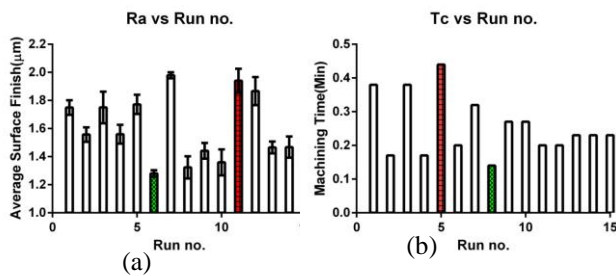 Ra vs Run no.
Average Surface Finish(μm)
2.2
2.0
1.8
1.6
1.4
1.2
1.0
0
5
10
Run no.
(a)
Tc vs Run no.
Machining Time(Min)
0.5
0.4
0.3
0.2
0.1
0.0
0
5
10
15
Run no.
(b)